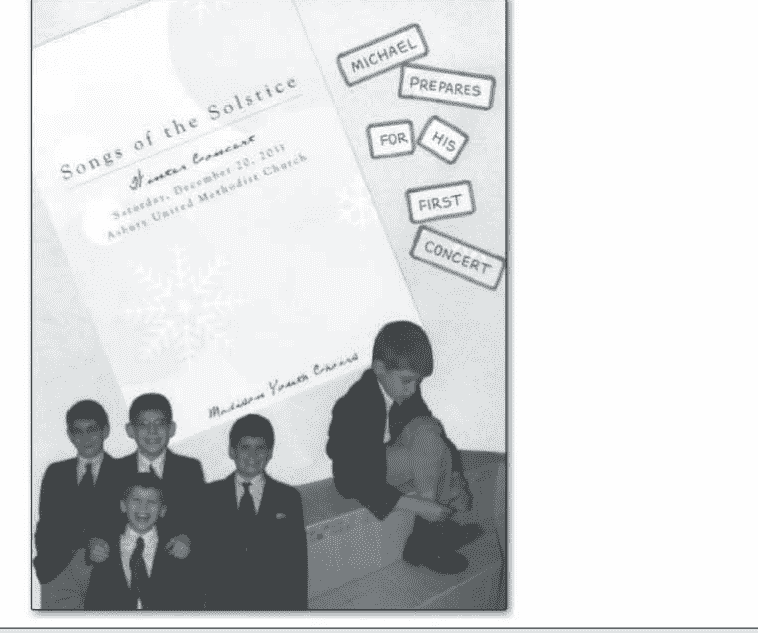 Songs of the Solstice
Winter Concert
Saturday, December 20, 2011
Asbury United Methodist Church
Madison Youth Choirs
MICHAEL
PREPARES
FOR HIS
FIRST
CONCERT